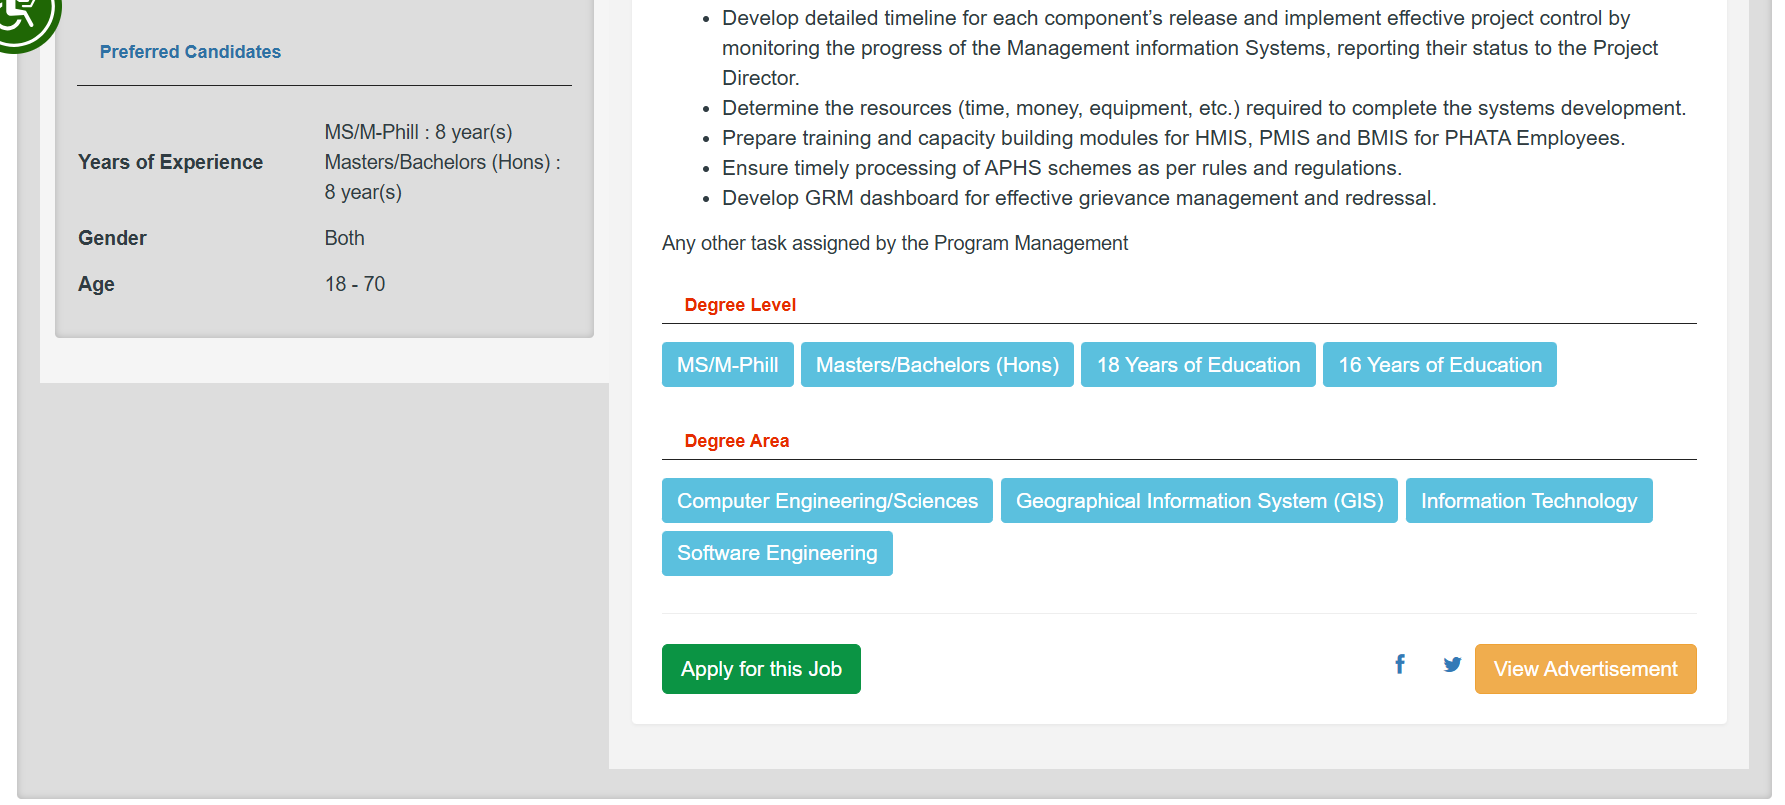 Preferred Candidates
Years of Experience
MS/M-Phill : 8 year(s)
Masters/Bachelors (Hons) :
8 year(s)
Gender
Both
Age
18 - 70
• Develop detailed timeline for each component’s release and implement effective project control by
monitoring the progress of the Management information Systems, reporting their status to the Project
Director.
• Determine the resources (time, money, equipment, etc.) required to complete the systems development.
• Prepare training and capacity building modules for HMIS, PMIS and BMIS for PHATA Employees.
• Ensure timely processing of APHS schemes as per rules and regulations.
• Develop GRM dashboard for effective grievance management and redressal.
Any other task assigned by the Program Management
Degree Level
MS/M-Phill Masters/Bachelors (Hons) 18 Years of Education 16 Years of Education
Degree Area
Computer Engineering/Sciences Geographical Information System (GIS) Information Technology
Software Engineering
Apply for this Job View Advertisement